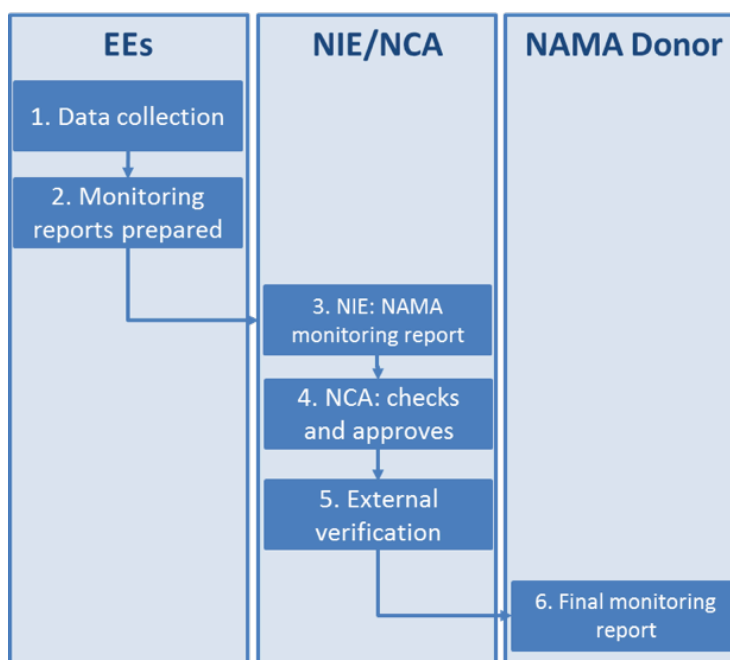 EEs
NIE/NCA
NAMA Donor
1. Data collection
2. Monitoring
reports prepared
3. NIE: NAMA
monitoring report
4. NCA: checks
and approves
5. External
verification
6. Final monitoring
report